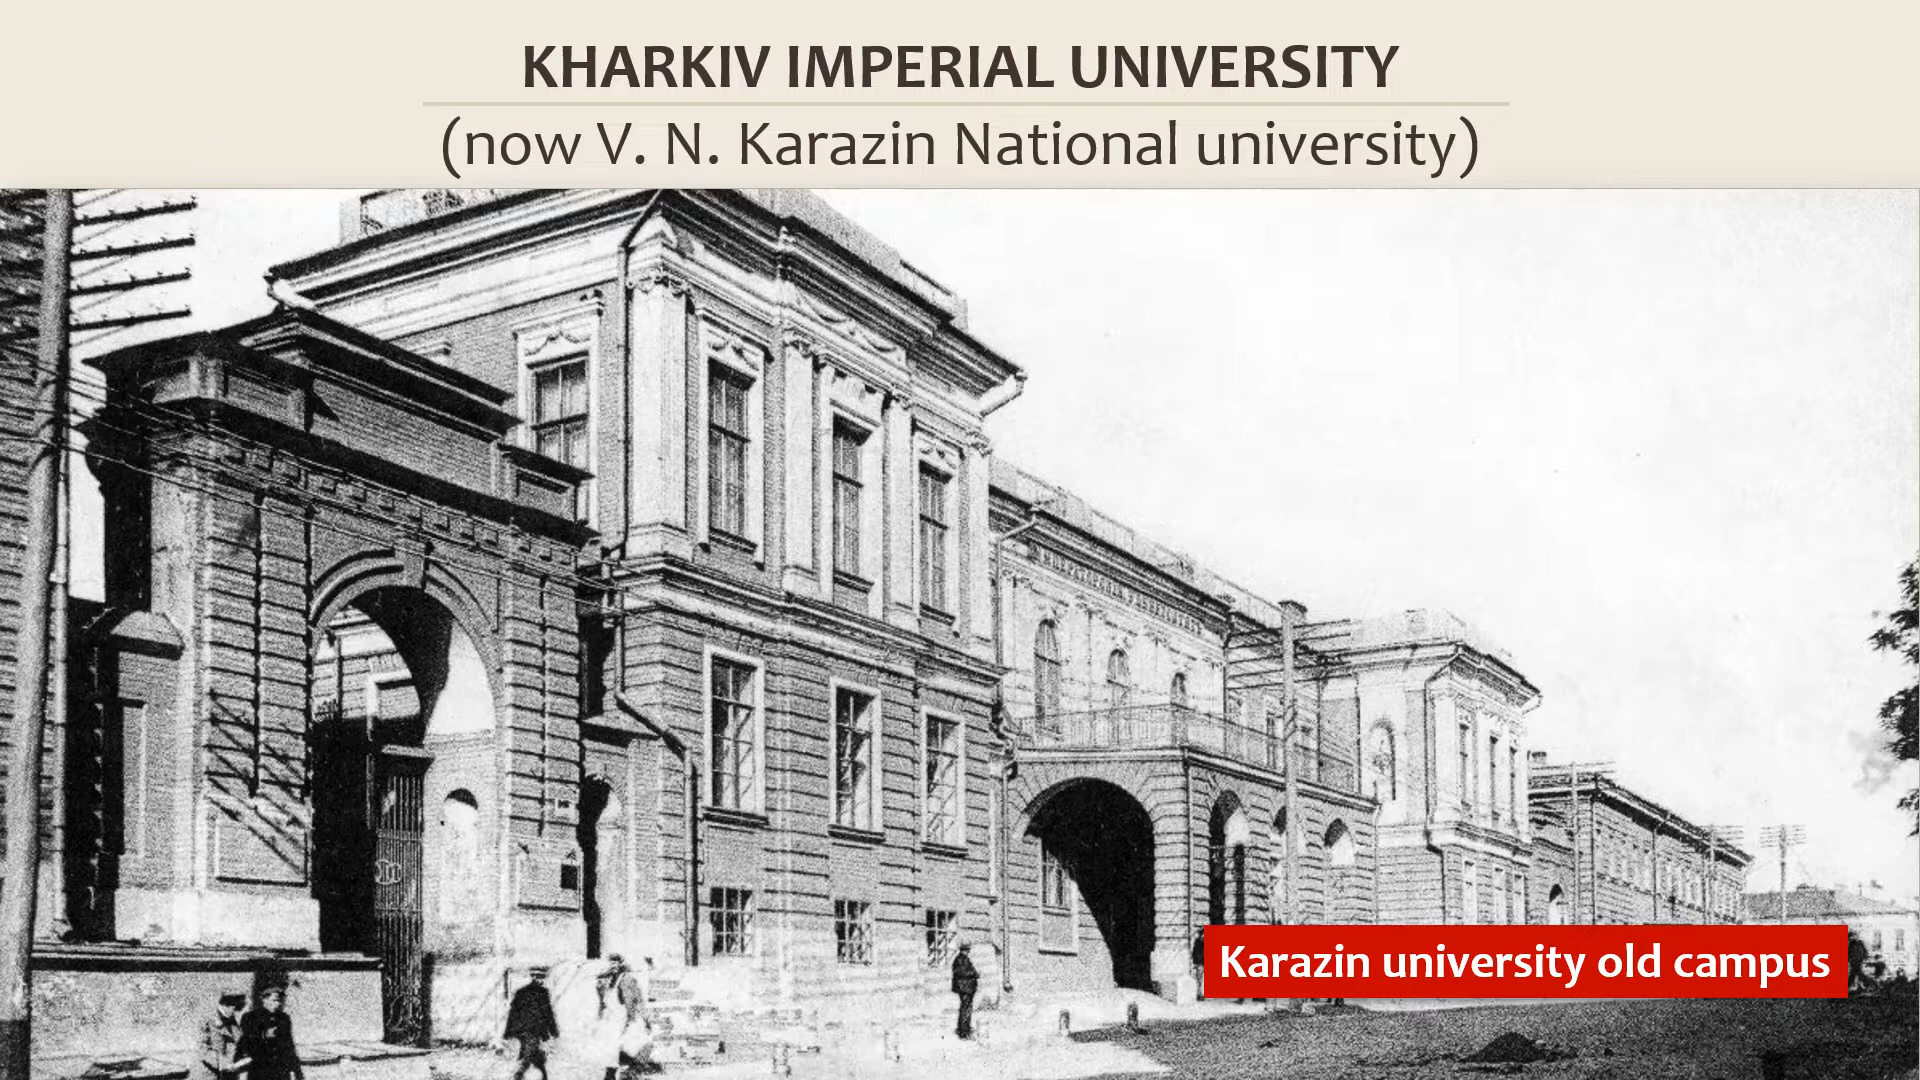 KHARKIV IMPERIAL UNIVERSITY
(now V. N. Karazin National university)
Karazin university old campus